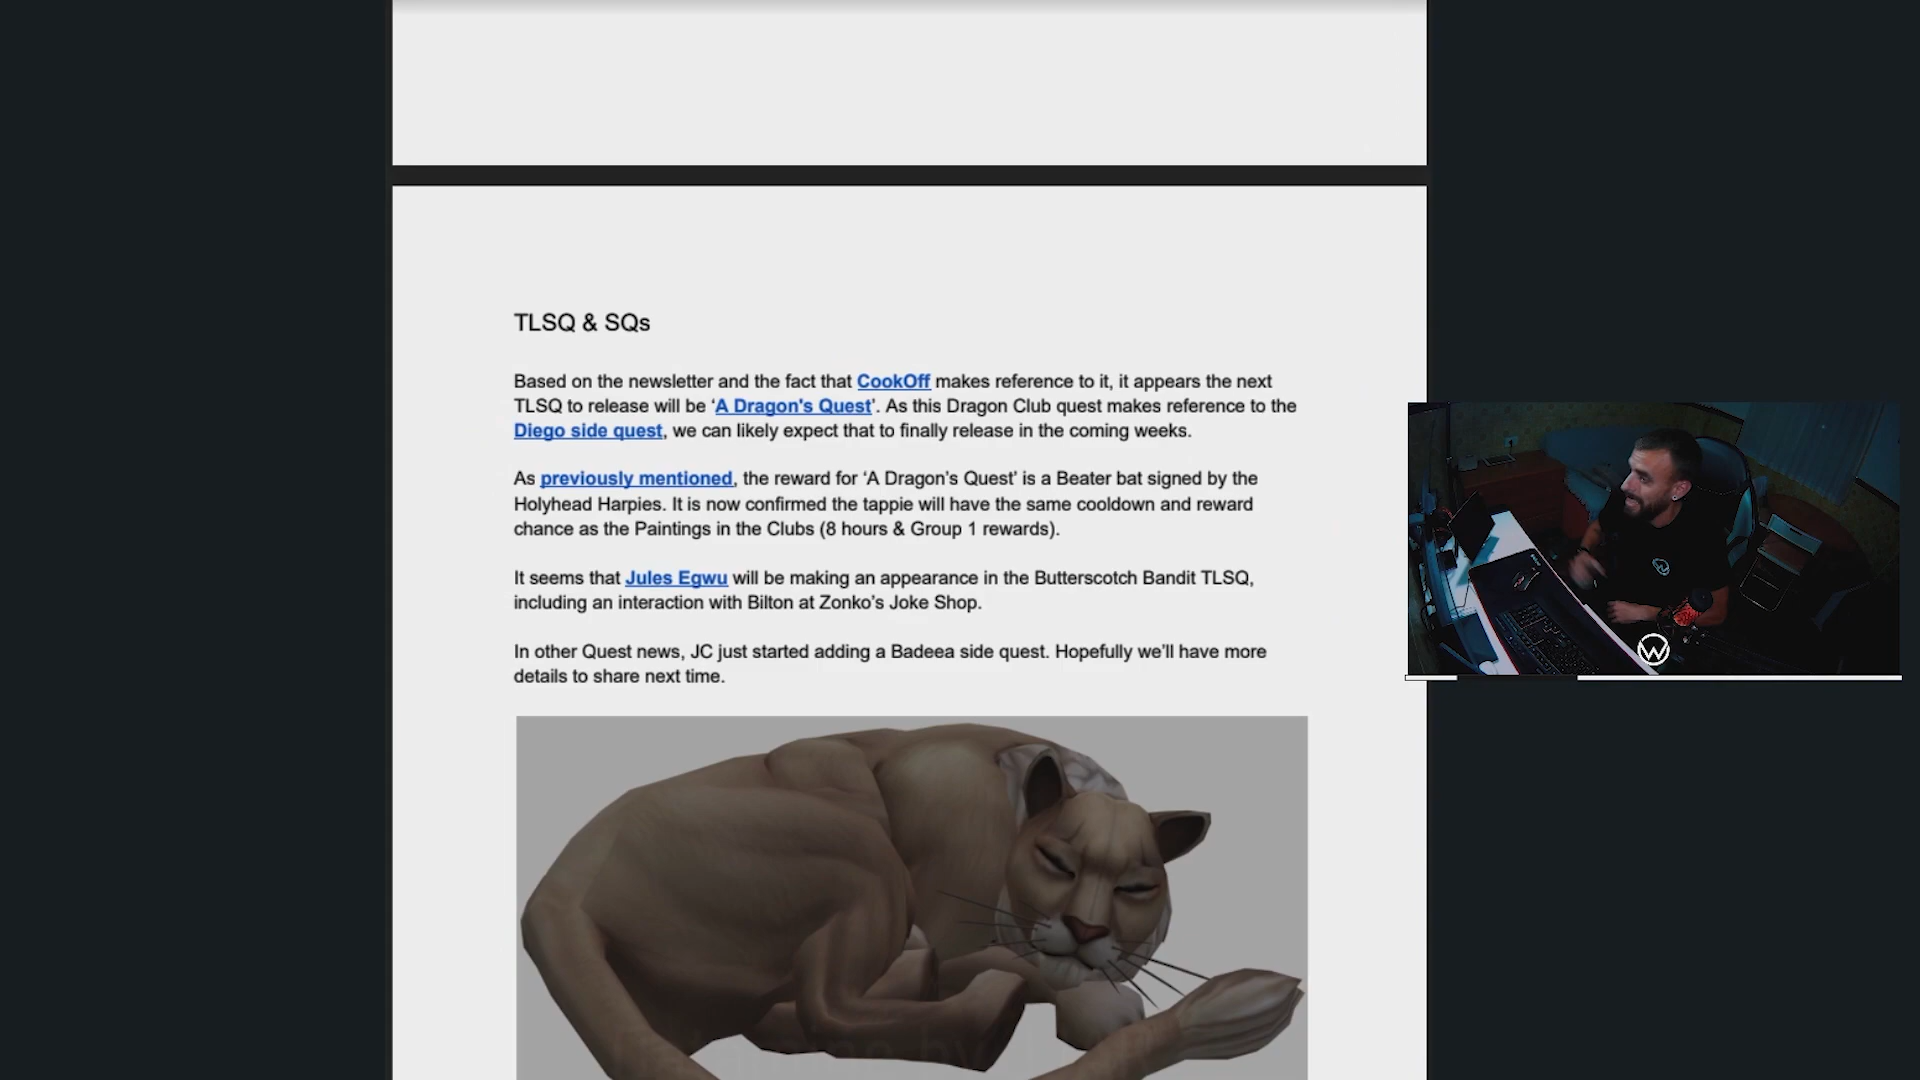 TLSQ & SQs
Based on the newsletter and the fact that CookOff makes reference to it, it appears the next
TLSQ to release will be ‘A Dragon's Quest’. As this Dragon Club quest makes reference to the
Diego side quest, we can likely expect that to finally release in the coming weeks.
As previously mentioned, the reward for ‘A Dragon’s Quest’ is a Beater bat signed by the
Holyhead Harpies. It is now confirmed the tappie will have the same cooldown and reward
chance as the Paintings in the Clubs (8 hours & Group 1 rewards).
It seems that Jules Egwu will be making an appearance in the Butterscotch Bandit TLSQ,
including an interaction with Bilton at Zonko’s Joke Shop.
In other Quest news, JC just started adding a Badeea side quest. Hopefully we’ll have more
details to share next time.
W